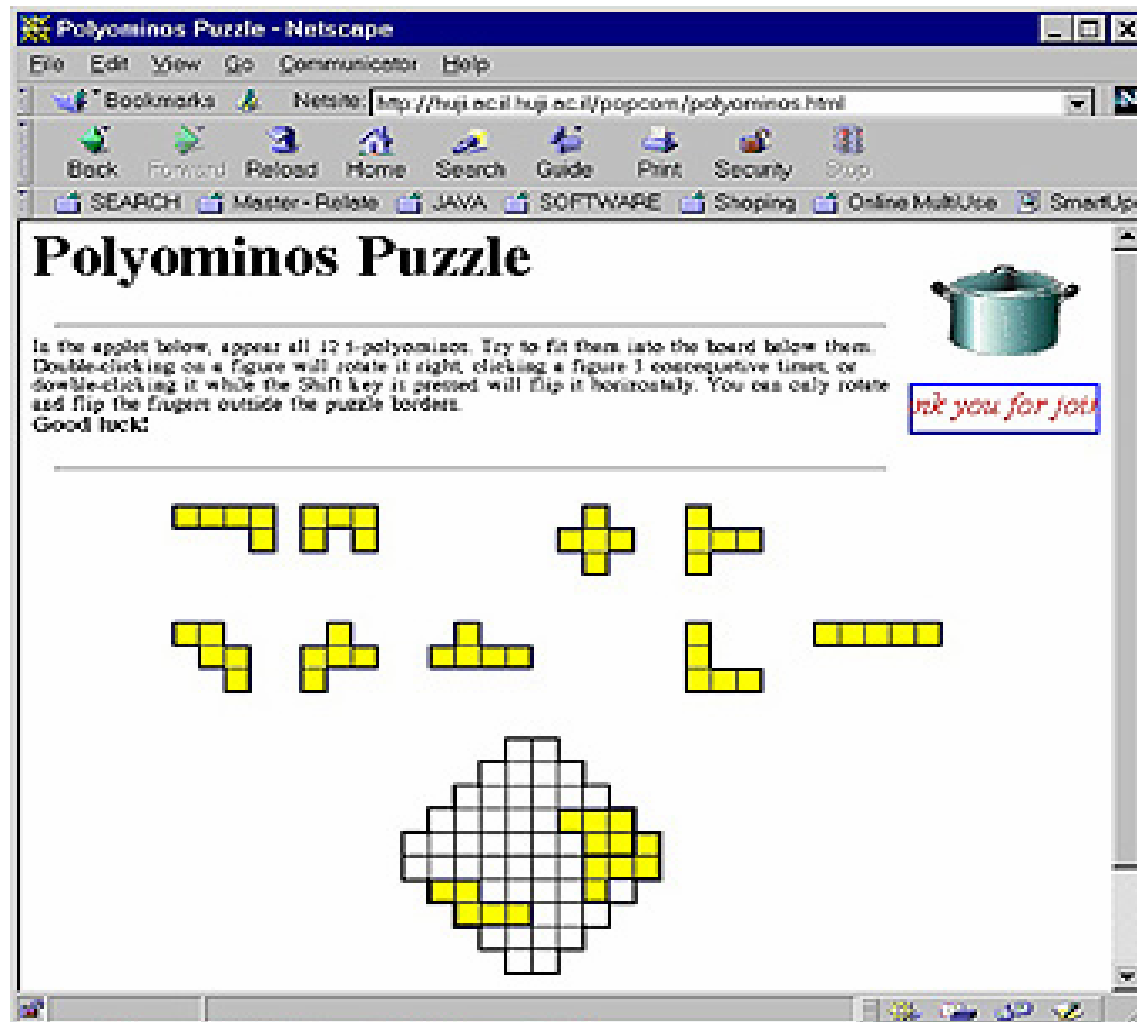 Polyominos Puzzle - Netscape
File Edit View Go Communicator Help
Bookmarks Netsite: http://huji.ac.il.huji.ac.il/popcom/polyominos.html
Back Forward Reload Home Search Guide Print Security Stop
SEARCH Master - Relate JAVA SOFTWARE Shoping Online MultiUse SmartUp
Polyominos Puzzle
In the applet below, appear all 12 5-polyominos. Try to fit them into the board below them.
Double-clicking on a figure will rotate it right, clicking a figure 3 concequetive times, or
dowble-clicking it while the Shift key is pressed will flip it horizontaly. You can only rotate
and flip the fingers outside the puzzle borders.
Good luck!
nk you for join